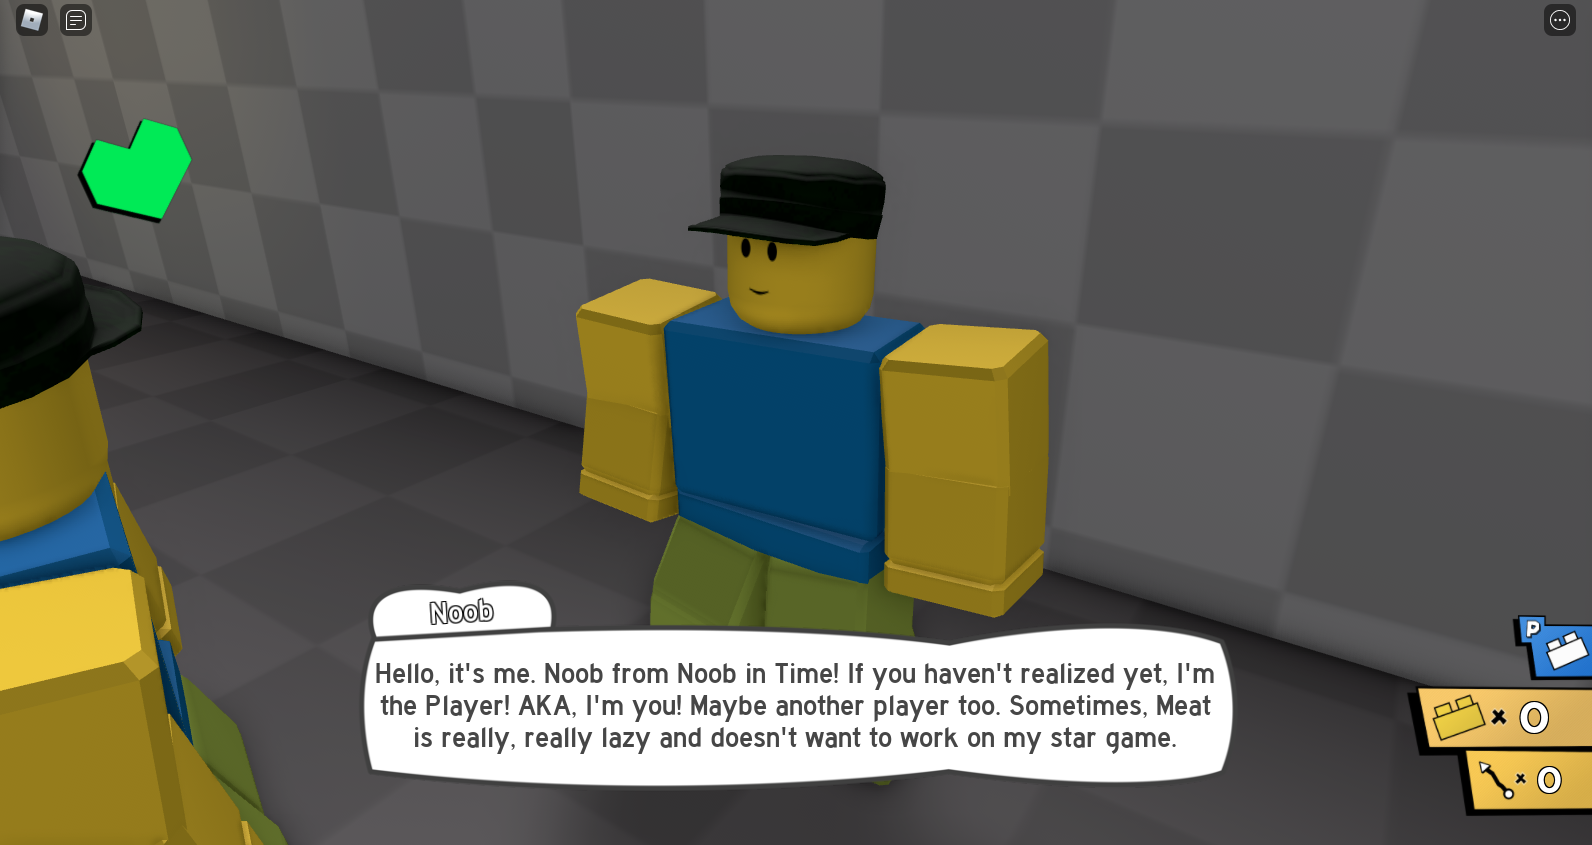 Noob
Hello, it's me. Noob from Noob in Time! If you haven't realized yet, I'm
the Player! AKA, I'm you! Maybe another player too. Sometimes, Meat
is really, really lazy and doesn't want to work on my star game.
P
× 0
× 0